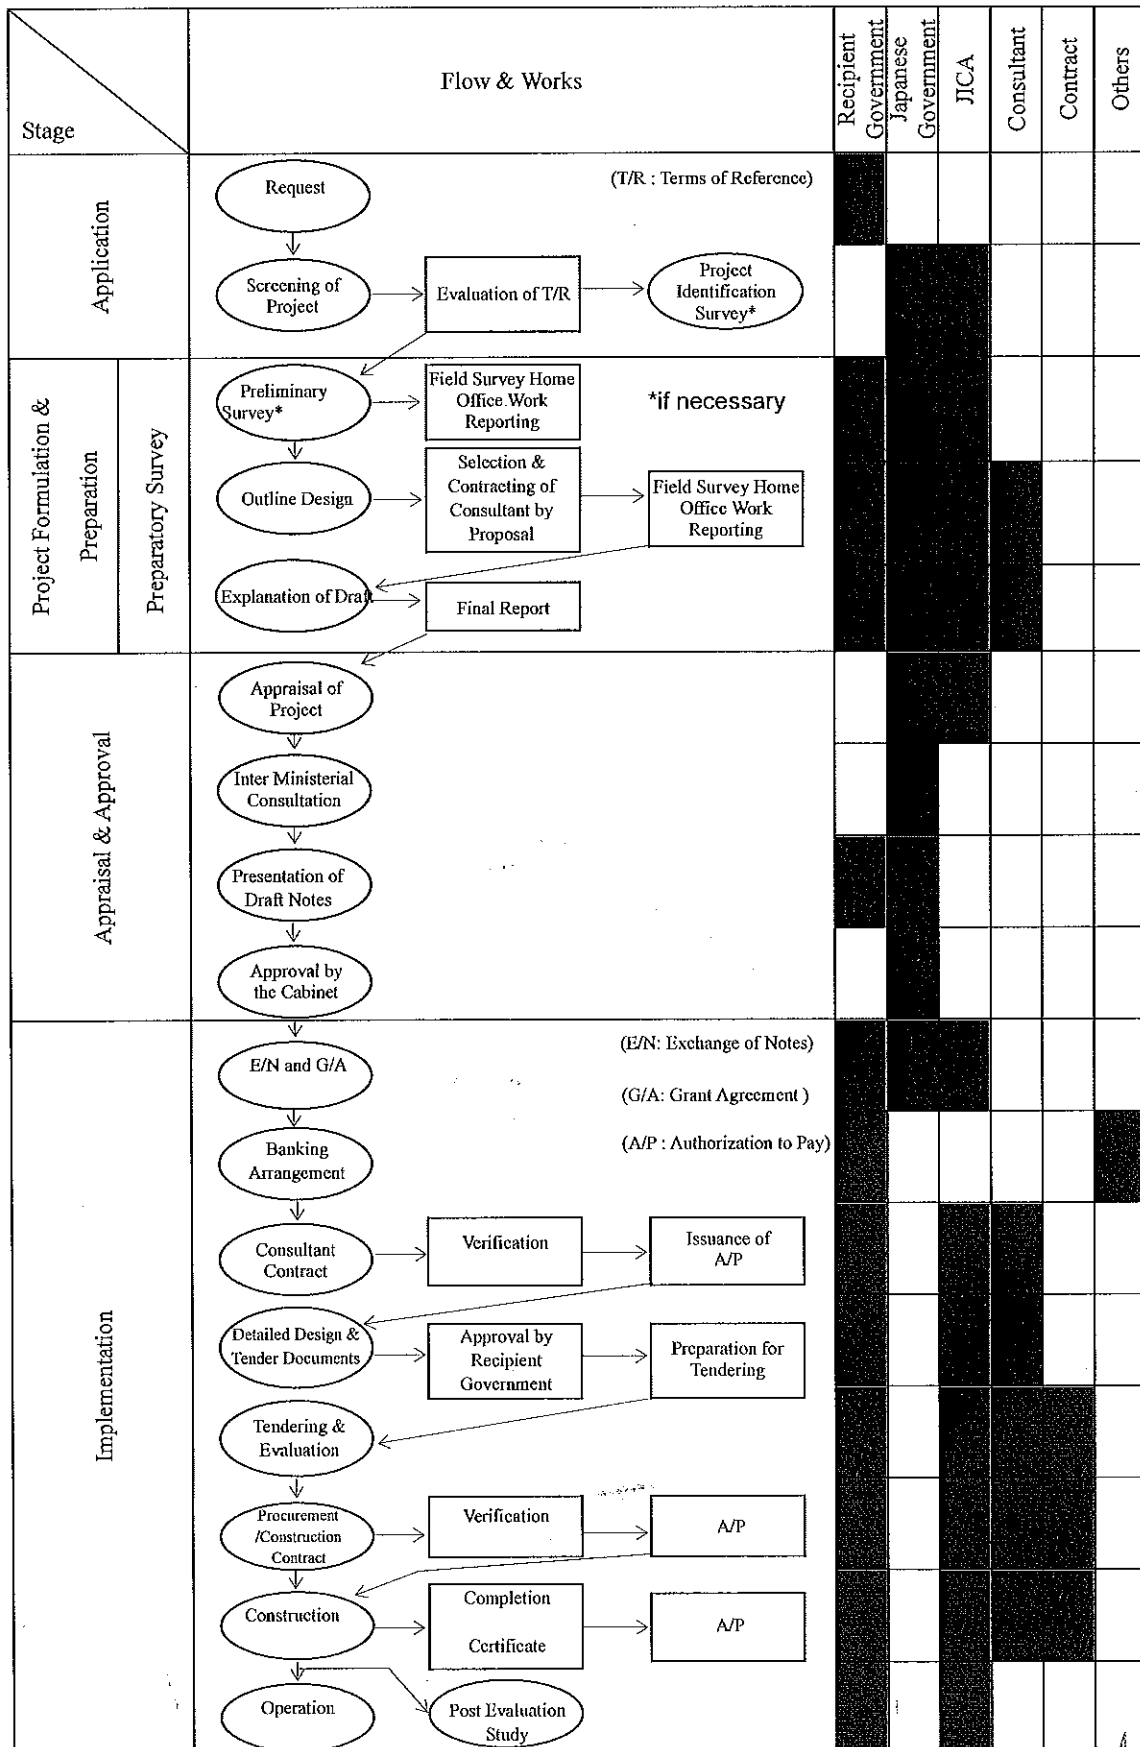 Stage
Flow & Works
Recipient
Government
Japanese
Government
JICA
Consultant
Contract
Others
Application
Request
(T/R : Terms of Reference)
Screening of
Project
Evaluation of T/R
Project
Identification
Survey*
Project Formulation &
Preparation
Preparatory Survey
Preliminary
Survey*
Field Survey Home
Office.Work
Reporting
*if necessary
Outline Design
Selection &
Contracting of
Consultant by
Proposal
Field Survey Home
Office Work
Reporting
Explanation of Draft
Final Report
Appraisal & Approval
Appraisal of
Project
Inter Ministerial
Consultation
Presentation of
Draft Notes
Approval by
the Cabinet
Implementation
E/N and G/A
(E/N: Exchange of Notes)
(G/A: Grant Agreement )
(A/P : Authorization to Pay)
Banking
Arrangement
Consultant
Contract
Verification
Issuance of
A/P
Detailed Design &
Tender Documents
Approval by
Recipient
Government
Preparation for
Tendering
Tendering &
Evaluation
Procurement
/Construction
Contract
Verification
A/P
Construction
Completion
Certificate
A/P
Operation
Post Evaluation
Study